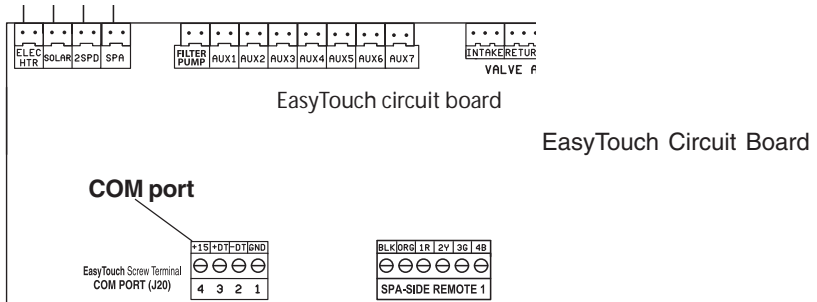 ELEC HTR SOLAR 2SPD SPA FILTER PUMP AUX1 AUX2 AUX3 AUX4 AUX5 AUX6 AUX7 INTAKE RETUR
VALVE A
EasyTouch circuit board
EasyTouch Circuit Board
COM port
+15 +DT -DT GND BLK ORG 1R 2Y 3G 4B
EasyTouch Screw Terminal
COM PORT (J20) 4 3 2 1 SPA-SIDE REMOTE 1